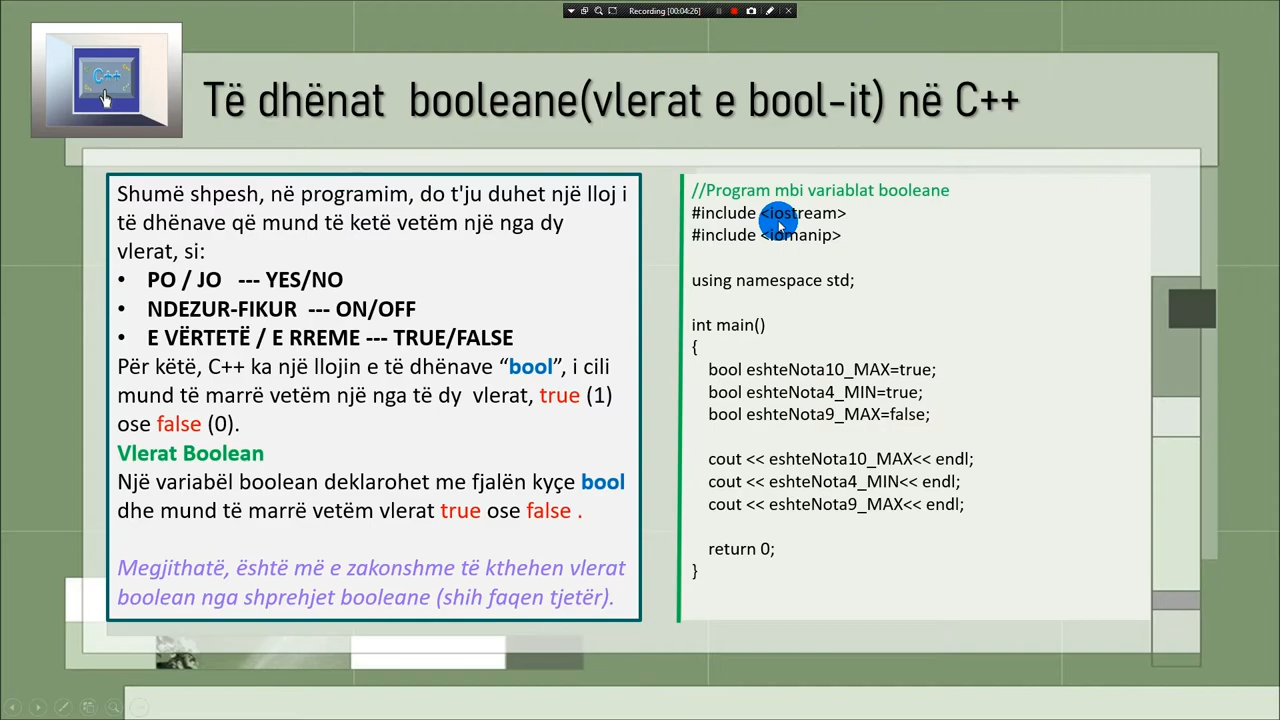 Recording [00:04:26]
C++
Të dhënat booleane(vlerat e bool-it) në C++
Shumë shpesh, në programim, do t'ju duhet një lloj i
të dhënave që mund të ketë vetëm një nga dy
vlerat, si:
• PO / JO --- YES/NO
• NDEZUR-FIKUR --- ON/OFF
• E VËRTETË / E RREME --- TRUE/FALSE
Për këtë, C++ ka një llojin e të dhënave “bool”, i cili
mund të marrë vetëm një nga të dy vlerat, true (1)
ose false (0).
Vlerat Boolean
Një variabël boolean deklarohet me fjalën kyçe bool
dhe mund të marrë vetëm vlerat true ose false .
Megjithatë, është më e zakonshme të kthehen vlerat
boolean nga shprehjet booleane (shih faqen tjetër).
//Program mbi variablat booleane
#include <iostream>
#include <iomanip>
using namespace std;
int main()
{
bool eshteNota10_MAX=true;
bool eshteNota4_MIN=true;
bool eshteNota9_MAX=false;
cout << eshteNota10_MAX<< endl;
cout << eshteNota4_MIN<< endl;
cout << eshteNota9_MAX<< endl;
return 0;
}